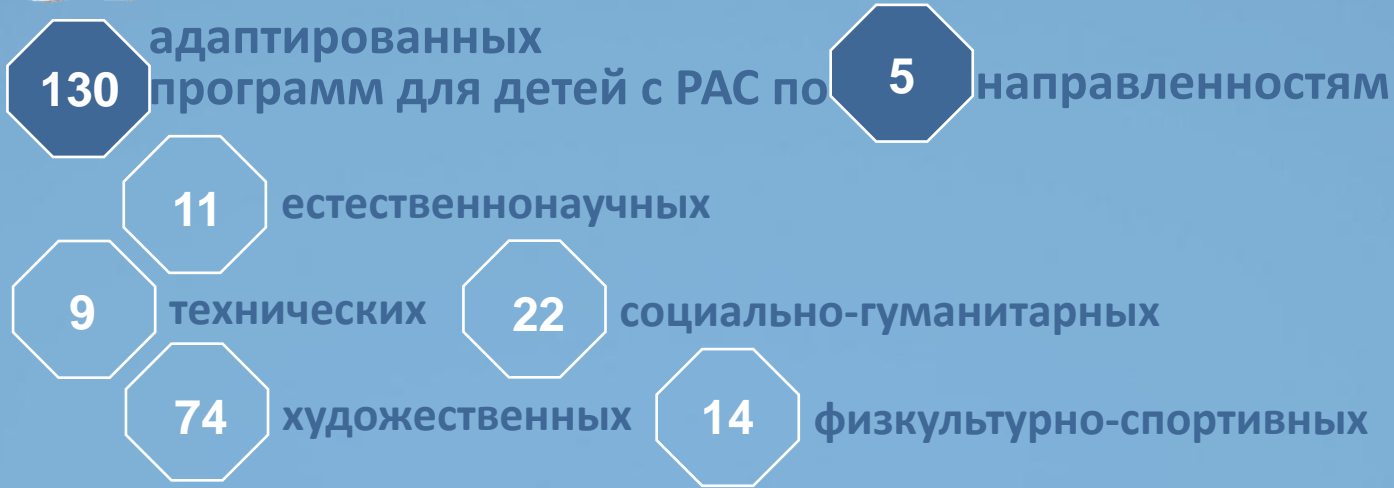 адаптированных
130 программ для детей с РАС по 5 направленностям
11 естественнонаучных
9 технических 22 социально-гуманитарных
74 художественных 14 физкультурно-спортивных